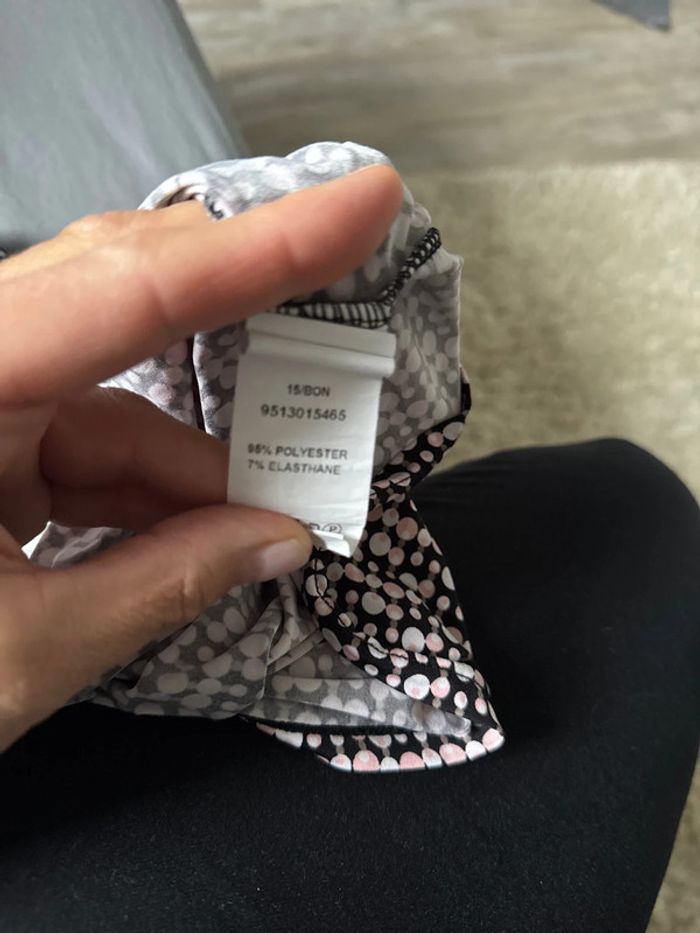 15/BON
9513015465
95% POLYESTER
7% ELASTHANE